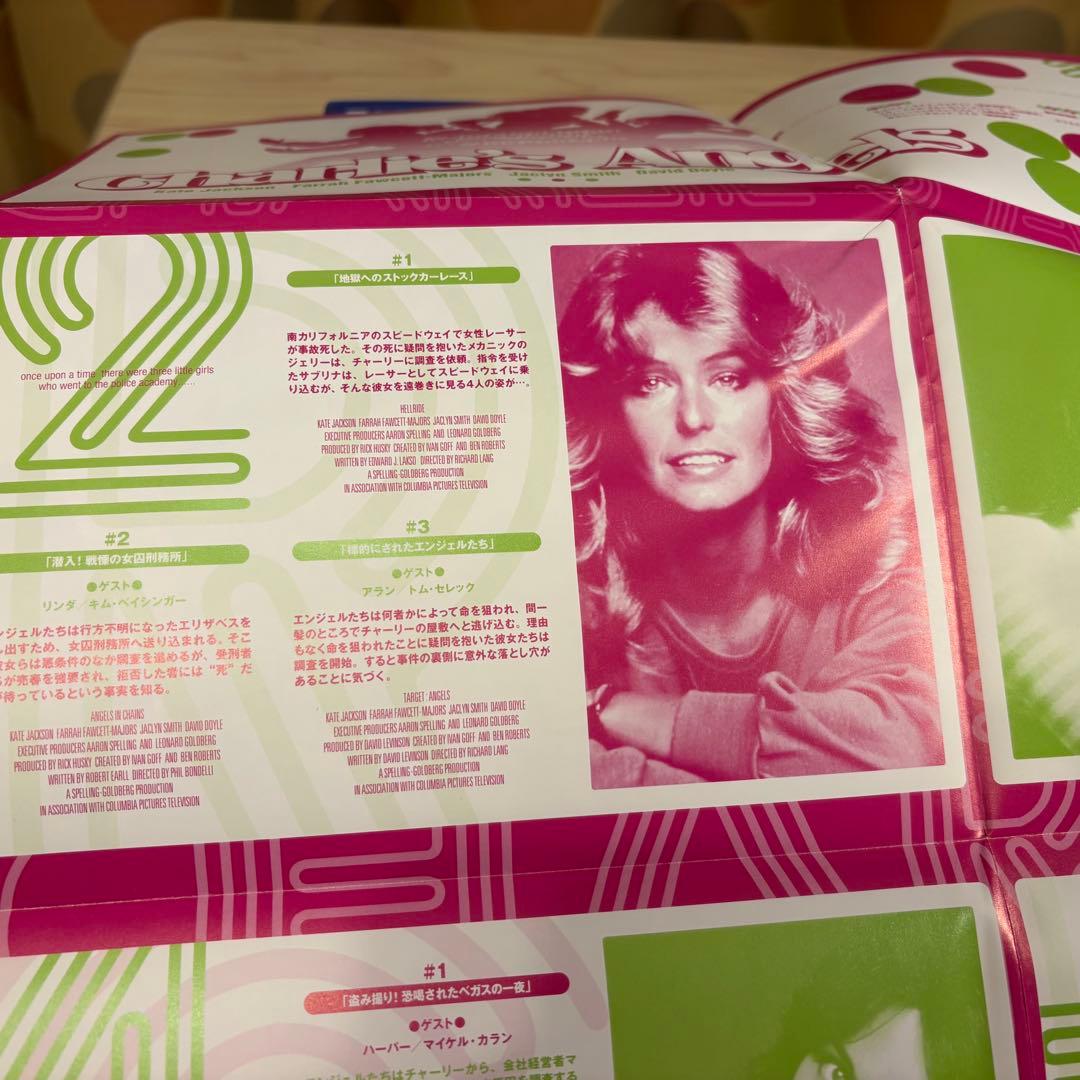 Charlie's Angels
Kate Jackson Farrah Fawcett-Majors Jaclyn Smith David Doyle
2
once upon a time there were three little girls
who went to the police academy......
#1
「地獄へのストックカーレース」
南カリフォルニアのスピードウェイで女性レーサー
が事故死した。その死に疑問を抱いたメカニックの
ジェリーは、チャーリーに調査を依頼。指令を受け
たサブリナは、レーサーとしてスピードウェイに乗
り込むが、そんな彼女を遠巻きに見る4人の姿が…。
HELLRIDE
KATE JACKSON FARRAH FAWCETT-MAJORS JACLYN SMITH DAVID DOYLE
EXECUTIVE PRODUCERS AARON SPELLING AND LEONARD GOLDBERG
PRODUCED BY RICK HUSKY CREATED BY IVAN GOFF AND BEN ROBERTS
WRITTEN BY EDWARD J. LAKSO DIRECTED BY RICHARD LANG
A SPELLING-GOLDBERG PRODUCTION
IN ASSOCIATION WITH COLUMBIA PICTURES TELEVISION
#2
「潜入!戦慄の女囚刑務所」
●ゲスト●
リンダ/キム・ベイシンガー
ンジェルたちは行方不明になったエリザベスを
し出すため、女囚刑務所へ送り込まれる。そこ
彼女らは悪条件のなか調査を進めるが、受刑者
ちが売春を強要され、拒否した者には“死”だ
が待っているという事実を知る。
ANGELS IN CHAINS
KATE JACKSON FARRAH FAWCETT-MAJORS JACLYN SMITH DAVID DOYLE
EXECUTIVE PRODUCERS AARON SPELLING AND LEONARD GOLDBERG
PRODUCED BY RICK HUSKY CREATED BY IVAN GOFF AND BEN ROBERTS
WRITTEN BY ROBERT EARLL DIRECTED BY PHIL BONDELLI
A SPELLING-GOLDBERG PRODUCTION
IN ASSOCIATION WITH COLUMBIA PICTURES TELEVISION
#3
「標的にされたエンジェルたち」
●ゲスト●
アラン/トム・セレック
エンジェルたちは何者かによって命を狙われ、間一
髪のところでチャーリーの屋敷へと逃げ込む。理由
もなく命を狙われたことに疑問を抱いた彼女たちは
調査を開始。すると事件の裏側に意外な落とし穴が
あることに気づく。
TARGET: ANGELS
KATE JACKSON FARRAH FAWCETT-MAJORS JACLYN SMITH DAVID DOYLE
EXECUTIVE PRODUCERS AARON SPELLING AND LEONARD GOLDBERG
PRODUCED BY DAVID LEVINSON CREATED BY IVAN GOFF AND BEN ROBERTS
WRITTEN BY DAVID LEVINSON DIRECTED BY RICHARD LANG
A SPELLING-GOLDBERG PRODUCTION
IN ASSOCIATION WITH COLUMBIA PICTURES TELEVISION
#1
「盗み撮り!恐喝されたベガスの一夜」
●ゲスト●
ハーパー/マイケル・カラン
エンジェルたちはチャーリーから、会社経営者マ